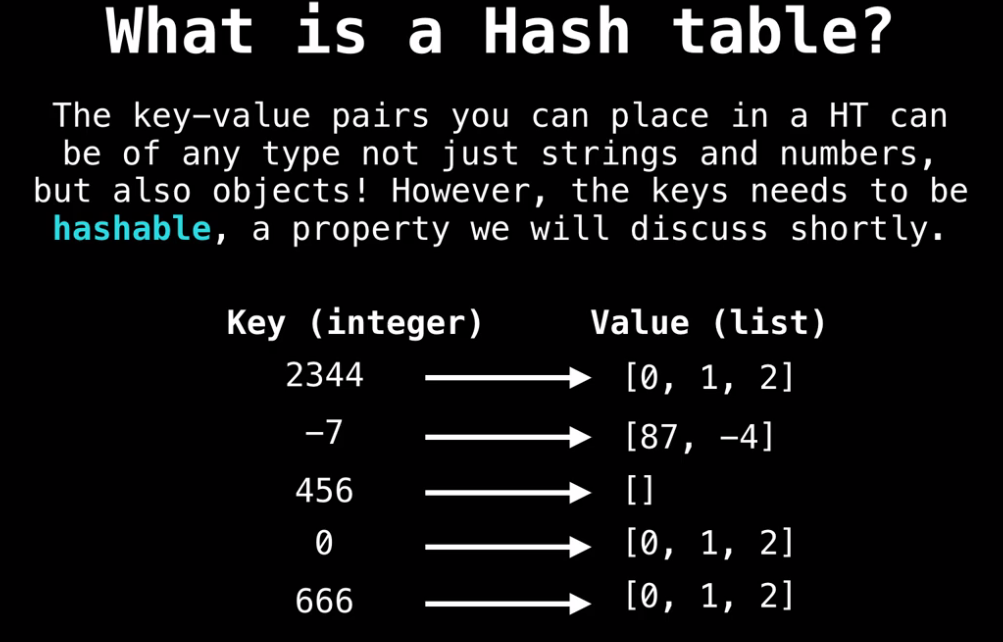 What is a Hash table?
The key-value pairs you can place in a HT can
be of any type not just strings and numbers,
but also objects! However, the keys needs to be
hashable, a property we will discuss shortly.
Key (integer) Value (list)
2344 [0, 1, 2]
-7 [87, -4]
456 []
0 [0, 1, 2]
666 [0, 1, 2]